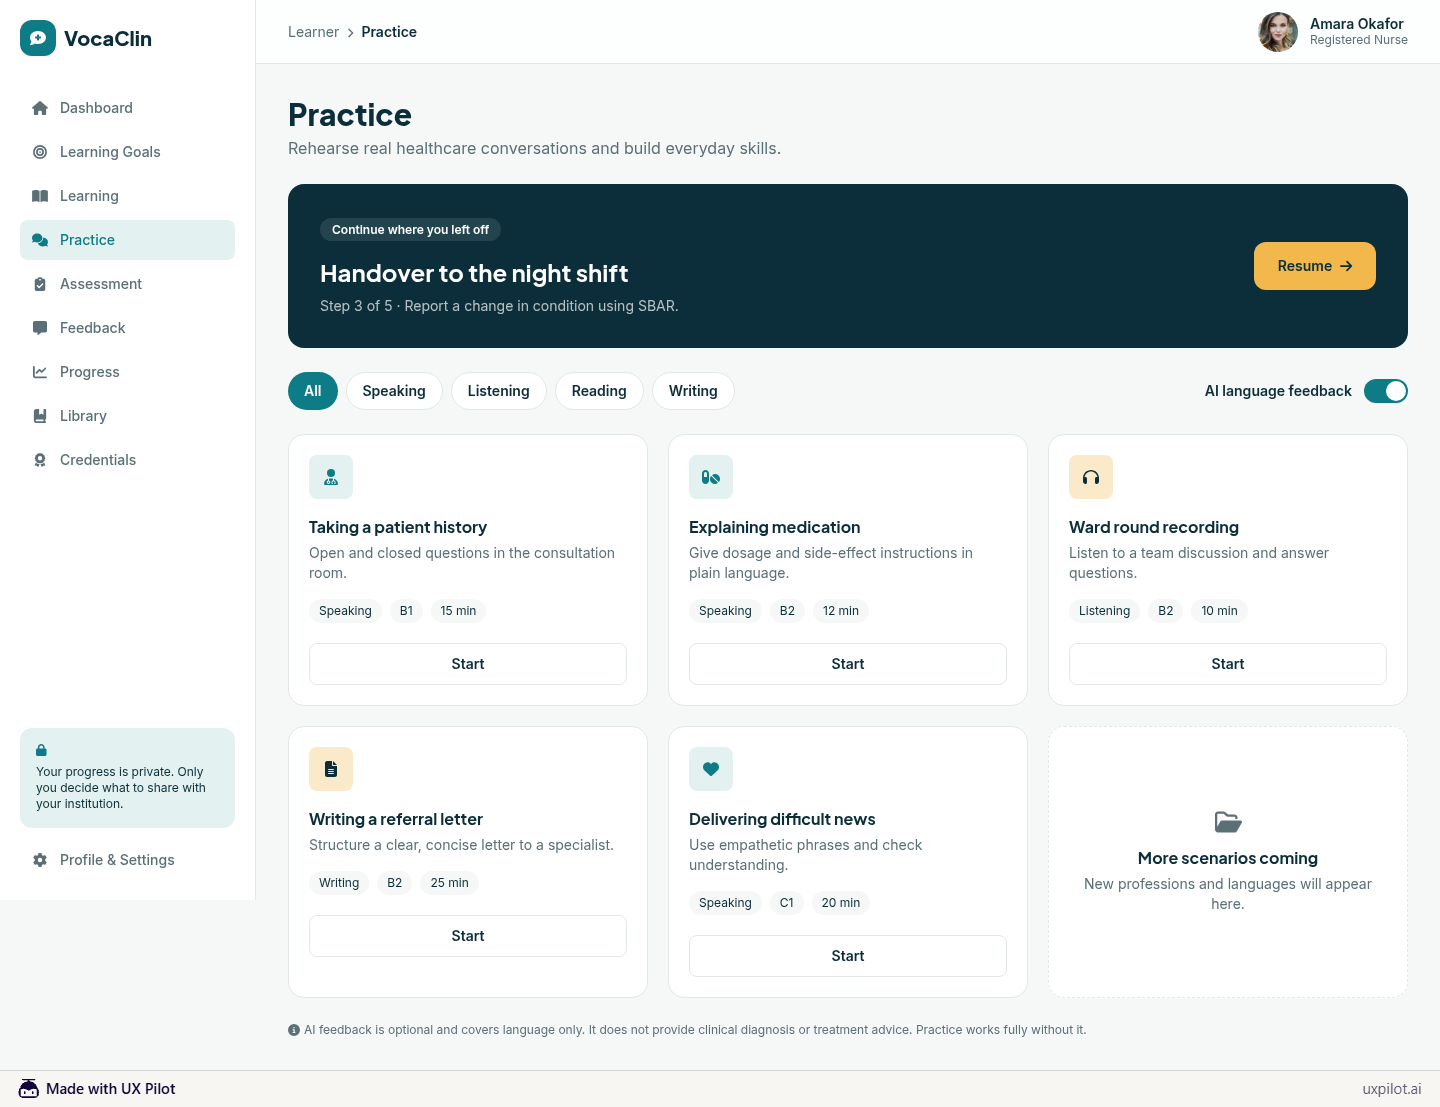 VocaClin
Dashboard
Learning Goals
Learning
Practice
Assessment
Feedback
Progress
Library
Credentials
Your progress is private. Only
you decide what to share with
your institution.
Profile & Settings
Learner > Practice
Amara Okafor
Registered Nurse
Practice
Rehearse real healthcare conversations and build everyday skills.
Continue where you left off
Handover to the night shift
Step 3 of 5 · Report a change in condition using SBAR.
Resume →
All
Speaking
Listening
Reading
Writing
AI language feedback
Taking a patient history
Open and closed questions in the consultation
room.
Speaking B1 15 min
Start
Explaining medication
Give dosage and side-effect instructions in
plain language.
Speaking B2 12 min
Start
Ward round recording
Listen to a team discussion and answer
questions.
Listening B2 10 min
Start
Writing a referral letter
Structure a clear, concise letter to a specialist.
Writing B2 25 min
Start
Delivering difficult news
Use empathetic phrases and check
understanding.
Speaking C1 20 min
Start
More scenarios coming
New professions and languages will appear
here.
AI feedback is optional and covers language only. It does not provide clinical diagnosis or treatment advice. Practice works fully without it.
Made with UX Pilot
uxpilot.ai